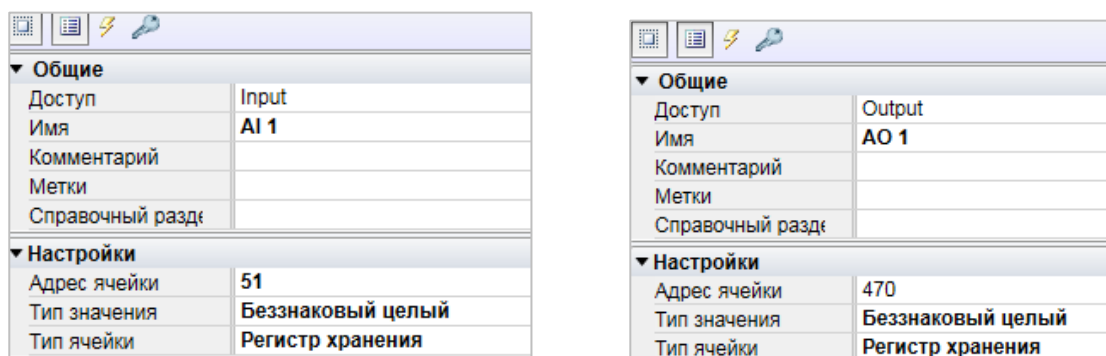 Общие
Доступ Input
Имя AI 1
Комментарий
Метки
Справочный разде
Настройки
Адрес ячейки 51
Тип значения Беззнаковый целый
Тип ячейки Регистр хранения
Общие
Доступ Output
Имя AO 1
Комментарий
Метки
Справочный разде
Настройки
Адрес ячейки 470
Тип значения Беззнаковый целый
Тип ячейки Регистр хранения